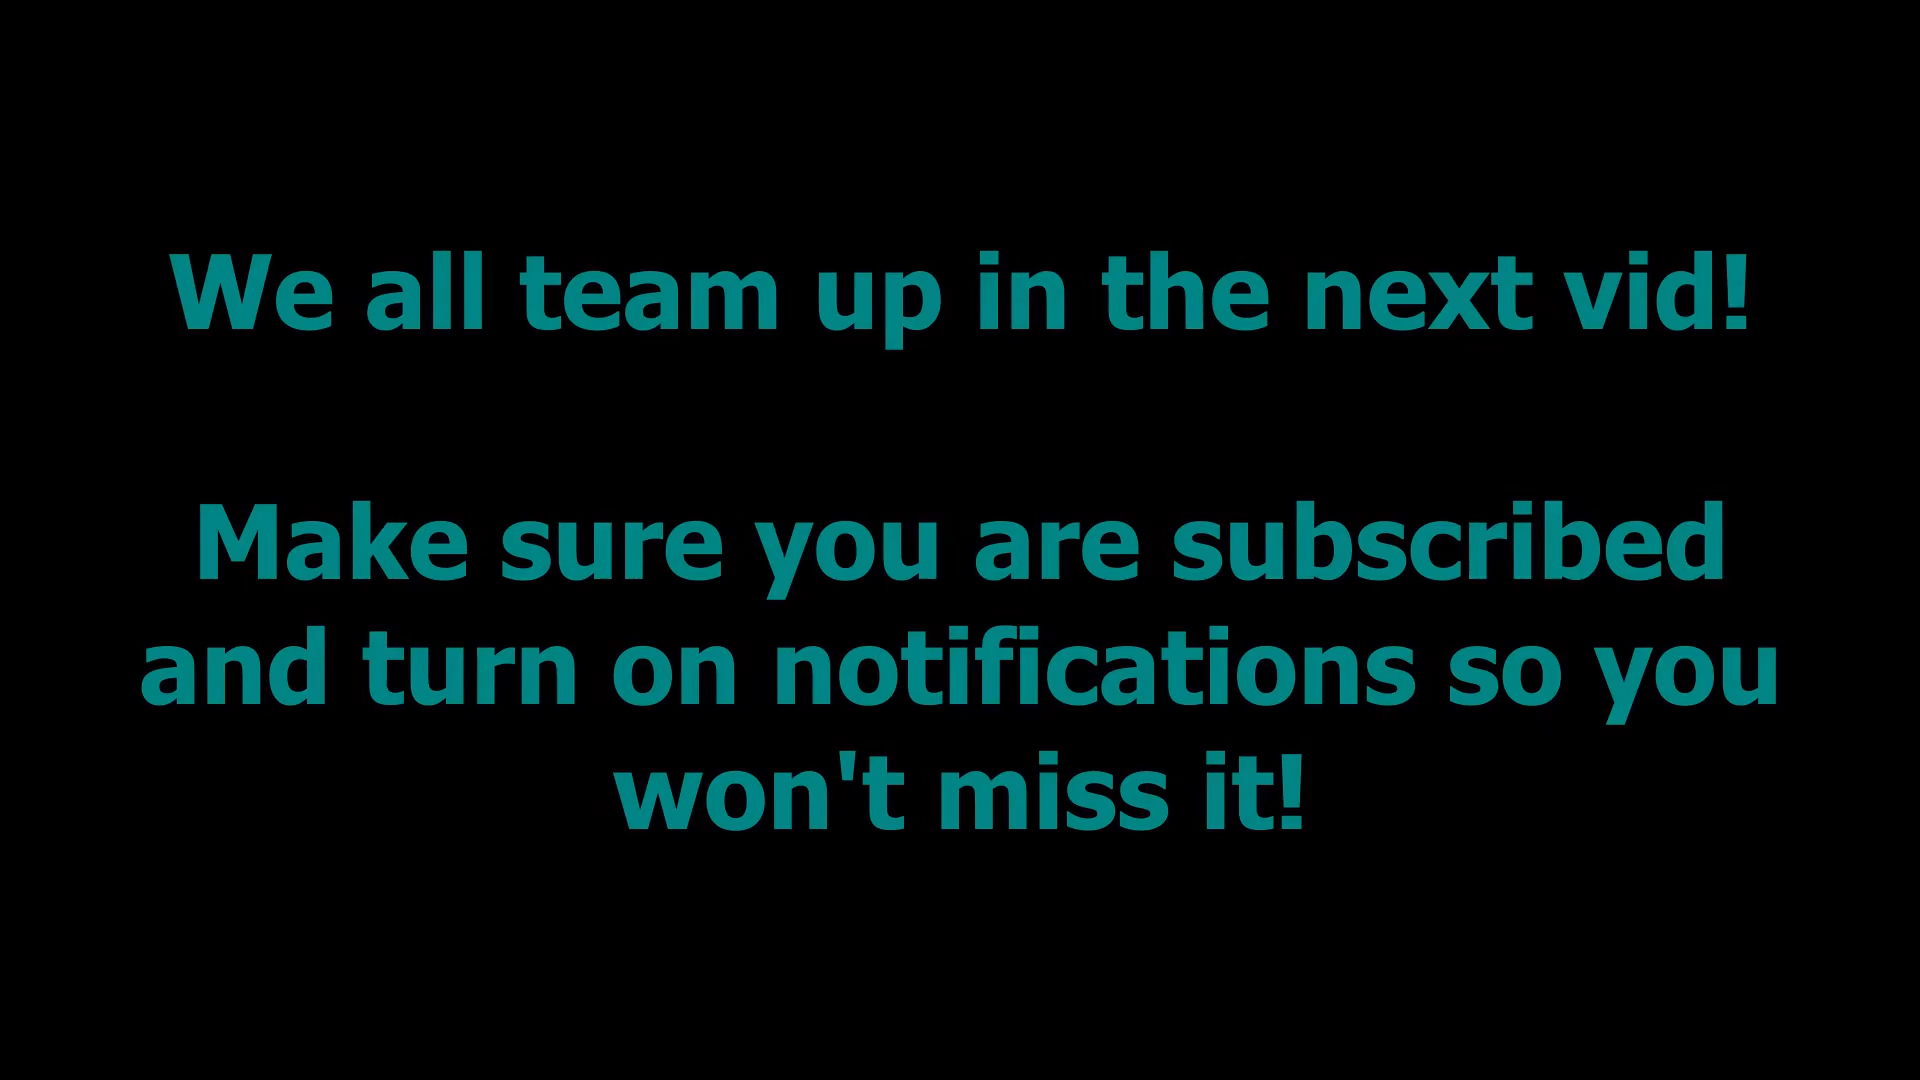 We all team up in the next vid!
Make sure you are subscribed
and turn on notifications so you
won't miss it!